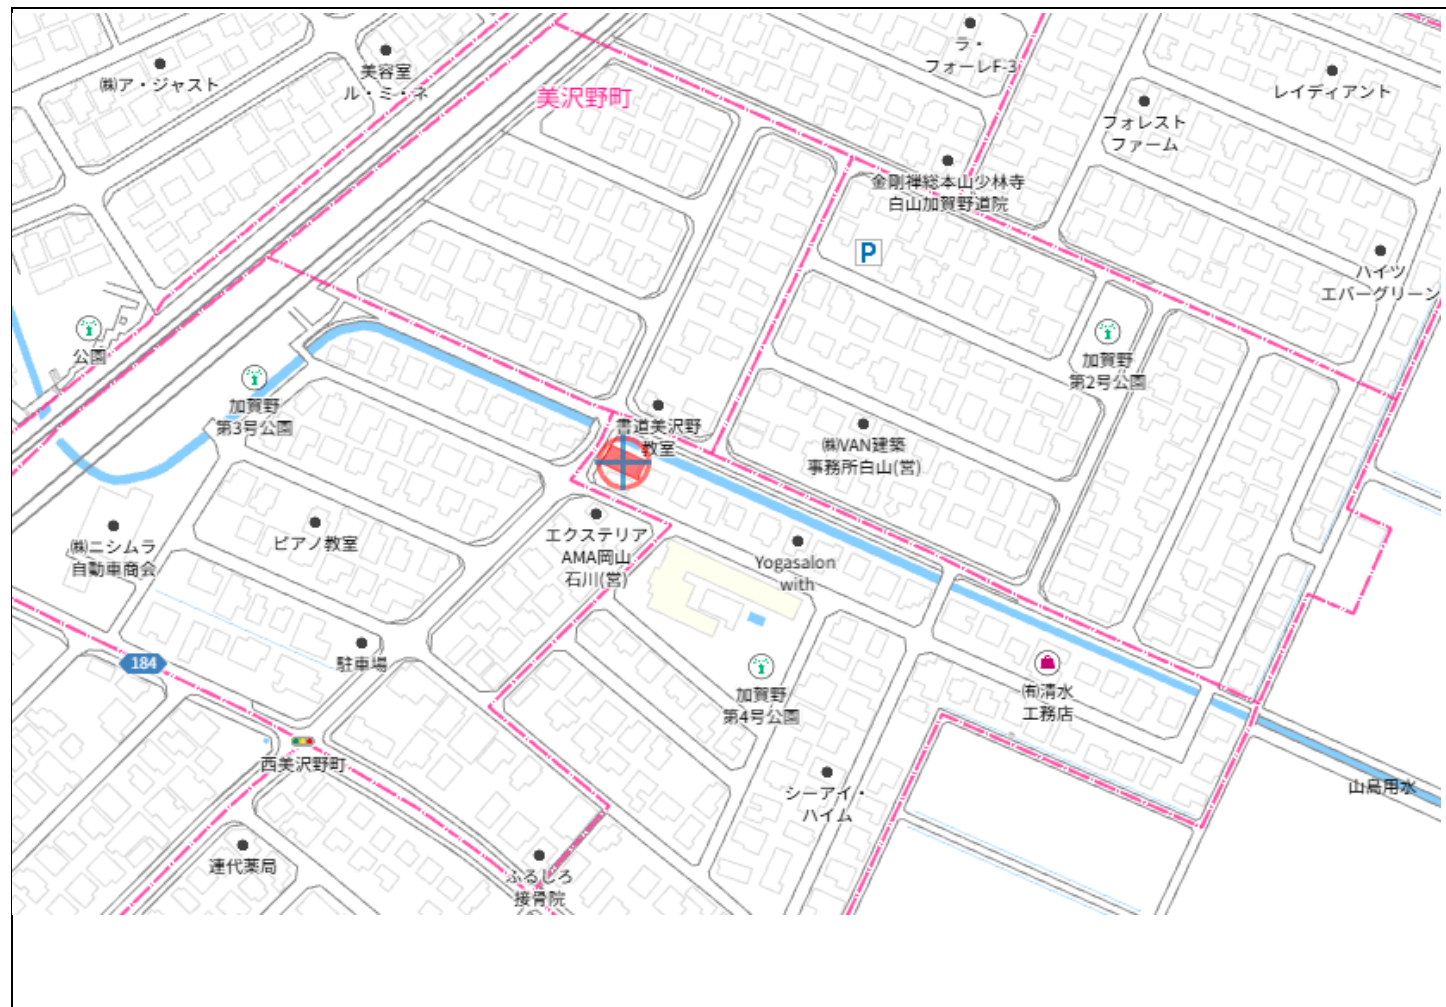 ラ・
フォーレF-3
美容室
ル・ミ・ネ
㈱ア・ジャスト
美沢野町
レイディアント
フォレスト
ファーム
金剛禅総本山少林寺
白山加賀野道院
P
ハイツ
エバーグリーン
公園
加賀野
第2号公園
加賀野
第3号公園
書道美沢野
教室
㈱VAN建築
事務所白山(営)
㈱ニシムラ
自動車商会
ピアノ教室
エクステリア
AMA岡山
石川(営)
Yogasalon
with
駐車場
184
加賀野
第4号公園
㈲清水
工務店
西美沢野町
シーアイ・
ハイム
山島用水
達代薬局
ふるしろ
接骨院